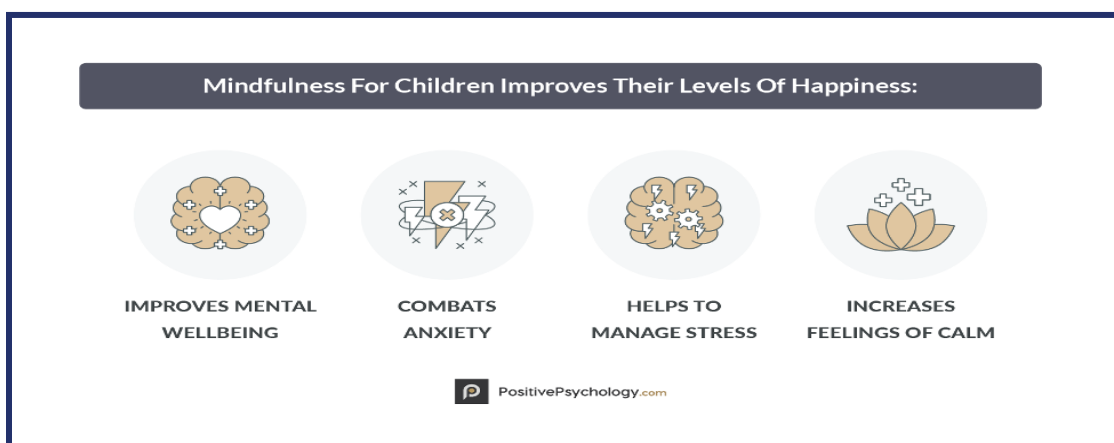 Mindfulness For Children Improves Their Levels Of Happiness:
IMPROVES MENTAL
WELLBEING
COMBATS
ANXIETY
HELPS TO
MANAGE STRESS
INCREASES
FEELINGS OF CALM
PositivePsychology.com